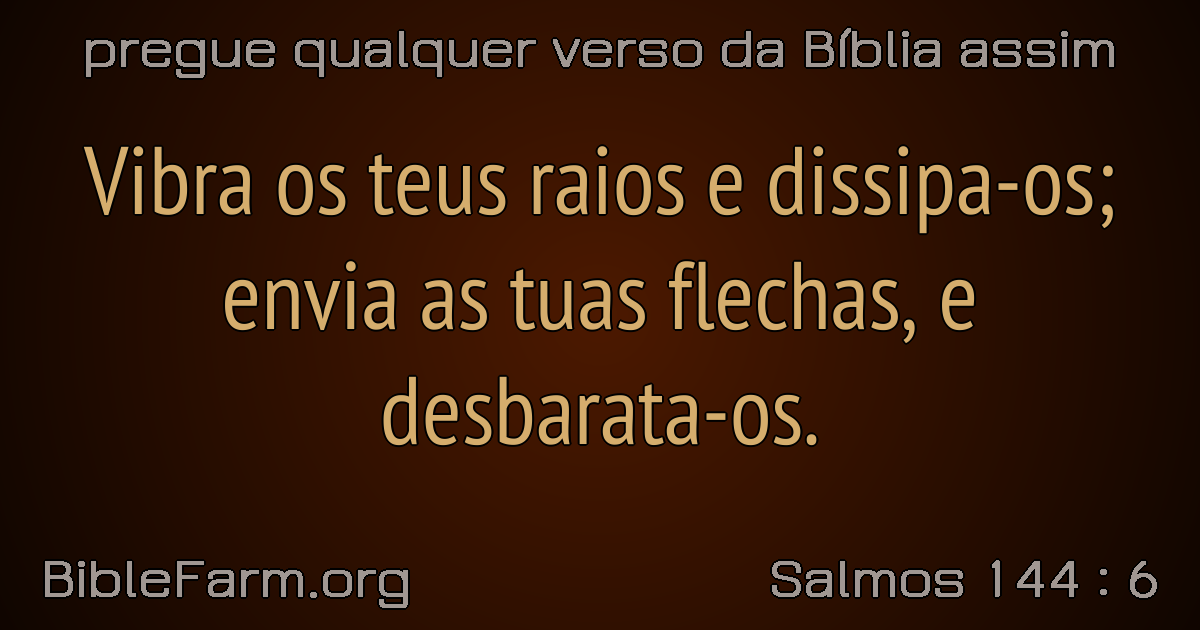 pregue qualquer verso da Bíblia assim
Vibra os teus raios e dissipa-os;
envia as tuas flechas, e
desbarata-os.
BibleFarm.org
Salmos 144 : 6